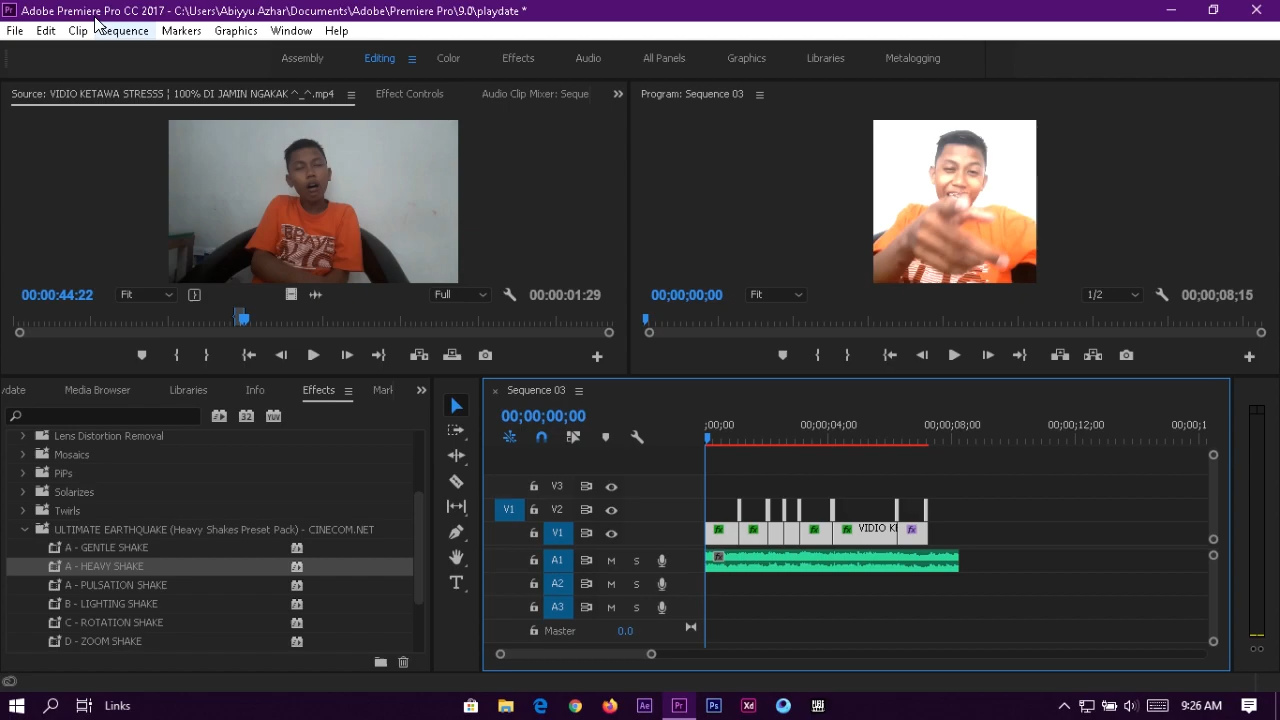 Adobe Premiere Pro CC 2017 - C:\Users\Abiyyu Azhar\Documents\Adobe\Premiere Pro\9.0\playdate *
File Edit Clip Sequence Markers Graphics Window Help
Assembly Editing Color Effects Audio All Panels Graphics Libraries Metalogging
Source: VIDIO KETAWA STRESSS ¦ 100% DI JAMIN NGAKAK ^_^.mp4 Effect Controls Audio Clip Mixer: Seque
Program: Sequence 03
00:00:44:22 Fit Full 00:00:01:29
00;00;00;00 Fit 1/2 00;00;08;15
ydate Media Browser Libraries Info Effects Mark
Lens Distortion Removal
Mosaics
PiPs
Solarizes
Twirls
ULTIMATE EARTHQUAKE (Heavy Shakes Preset Pack) - CINECOM.NET
A - GENTLE SHAKE
A - HEAVY SHAKE
A - PULSATION SHAKE
B - LIGHTING SHAKE
C - ROTATION SHAKE
D - ZOOM SHAKE
Sequence 03
00;00;00;00
;00;00 00;00;04;00 00;00;08;00 00;00;12;00 00;00;1
V3
V1 V2
V1 VIDIO KE
A1 M S
A2 M S
A3 M S
Master 0.0
Links
9:26 AM